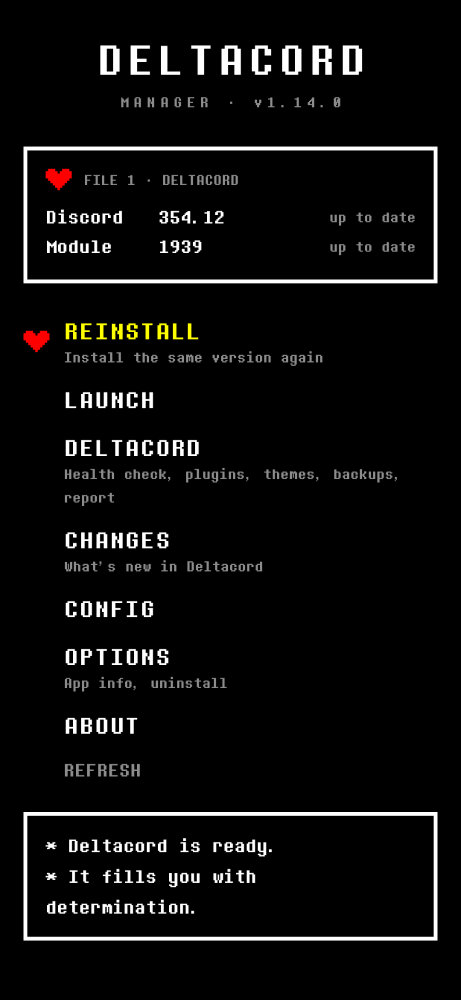 DELTACORD
MANAGER · v1.14.0
FILE 1 · DELTACORD
Discord 354.12 up to date
Module 1939 up to date
REINSTALL
Install the same version again
LAUNCH
DELTACORD
Health check, plugins, themes, backups,
report
CHANGES
What's new in Deltacord
CONFIG
OPTIONS
App info, uninstall
ABOUT
REFRESH
* Deltacord is ready.
* It fills you with
determination.